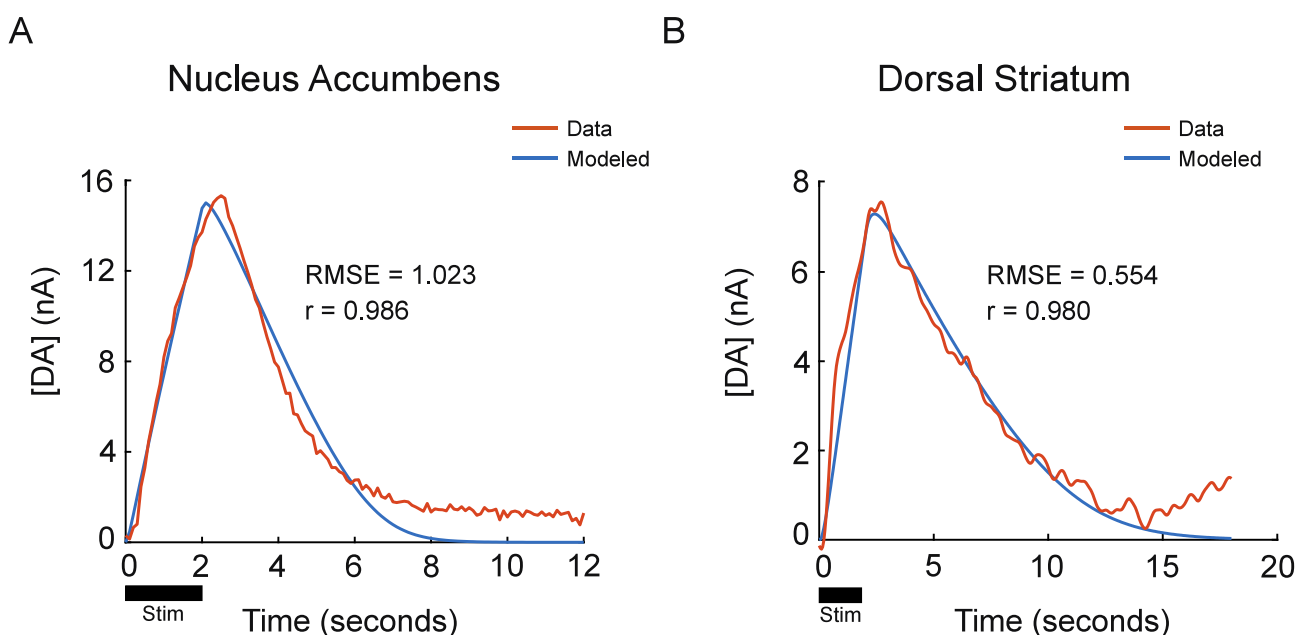 A
Nucleus Accumbens
Data
Modeled
16
12
8
4
0
[DA] (nA)
RMSE = 1.023
r = 0.986
0 2 4 6 8 10 12
Stim
Time (seconds)
B
Dorsal Striatum
Data
Modeled
8
6
4
2
0
[DA] (nA)
RMSE = 0.554
r = 0.980
0 5 10 15 20
Stim
Time (seconds)